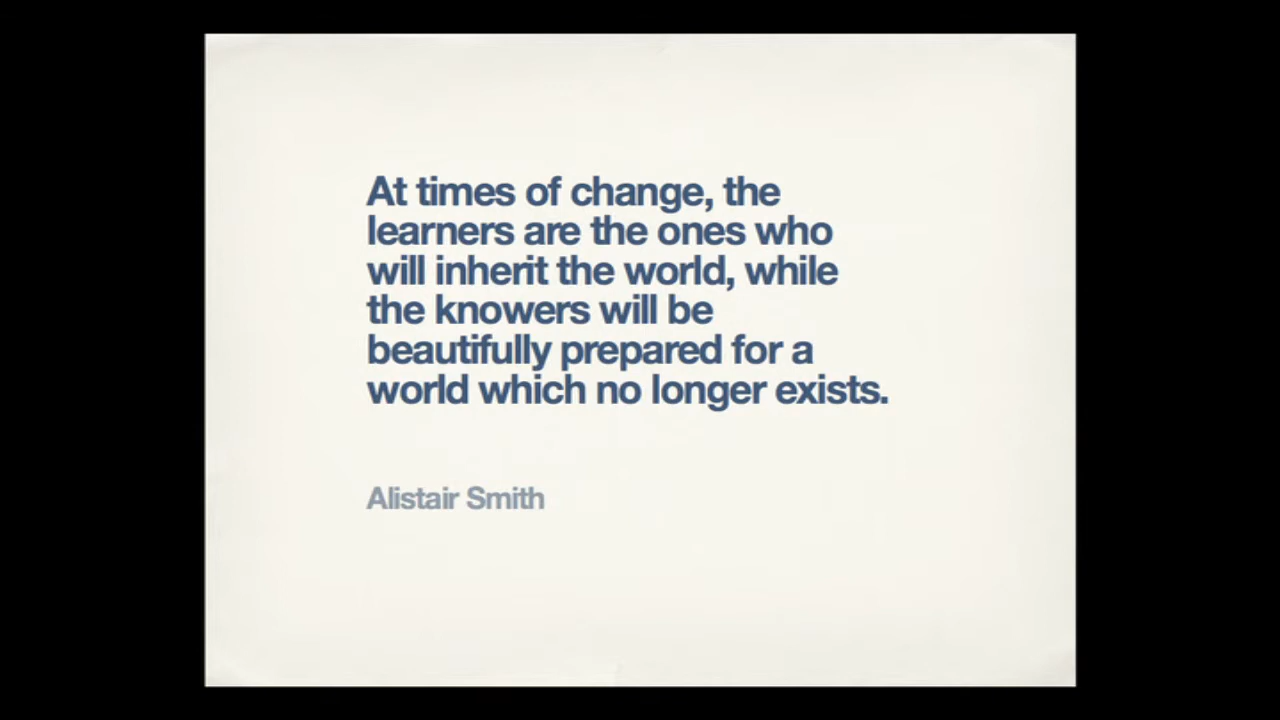 At times of change, the
learners are the ones who
will inherit the world, while
the knowers will be
beautifully prepared for a
world which no longer exists.
Alistair Smith